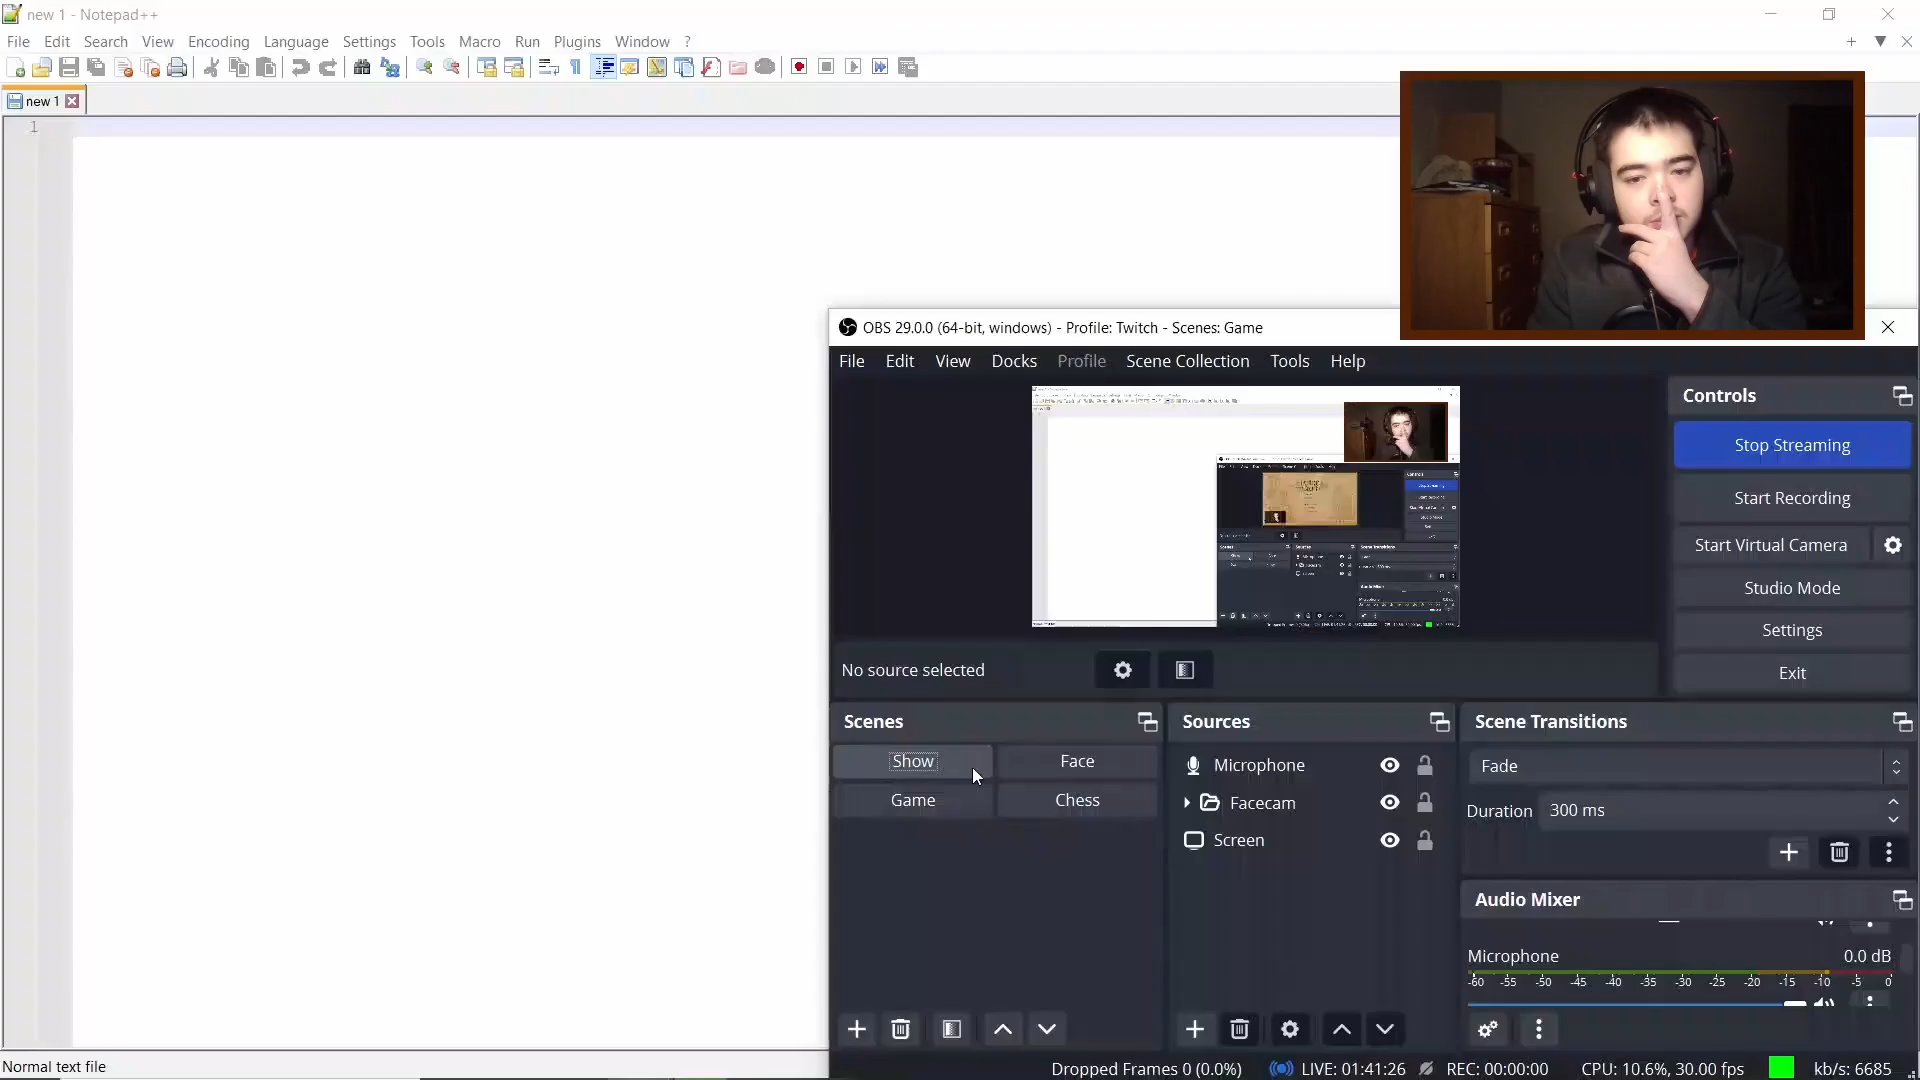 new 1 - Notepad++
File Edit Search View Encoding Language Settings Tools Macro Run Plugins Window ?
new 1
1
OBS 29.0.0 (64-bit, windows) - Profile: Twitch - Scenes: Game
File Edit View Docks Profile Scene Collection Tools Help
Controls
Stop Streaming
Start Recording
Start Virtual Camera
Studio Mode
Settings
Exit
No source selected
Scenes
Show Face
Game Chess
Sources
Microphone
Facecam
Screen
Scene Transitions
Fade
Duration 300 ms
Audio Mixer
Microphone 0.0 dB
-60 -55 -50 -45 -40 -35 -30 -25 -20 -15 -10 -5 0
Normal text file
Dropped Frames 0 (0.0%) LIVE: 01:41:26 REC: 00:00:00 CPU: 10.6%, 30.00 fps kb/s: 6685